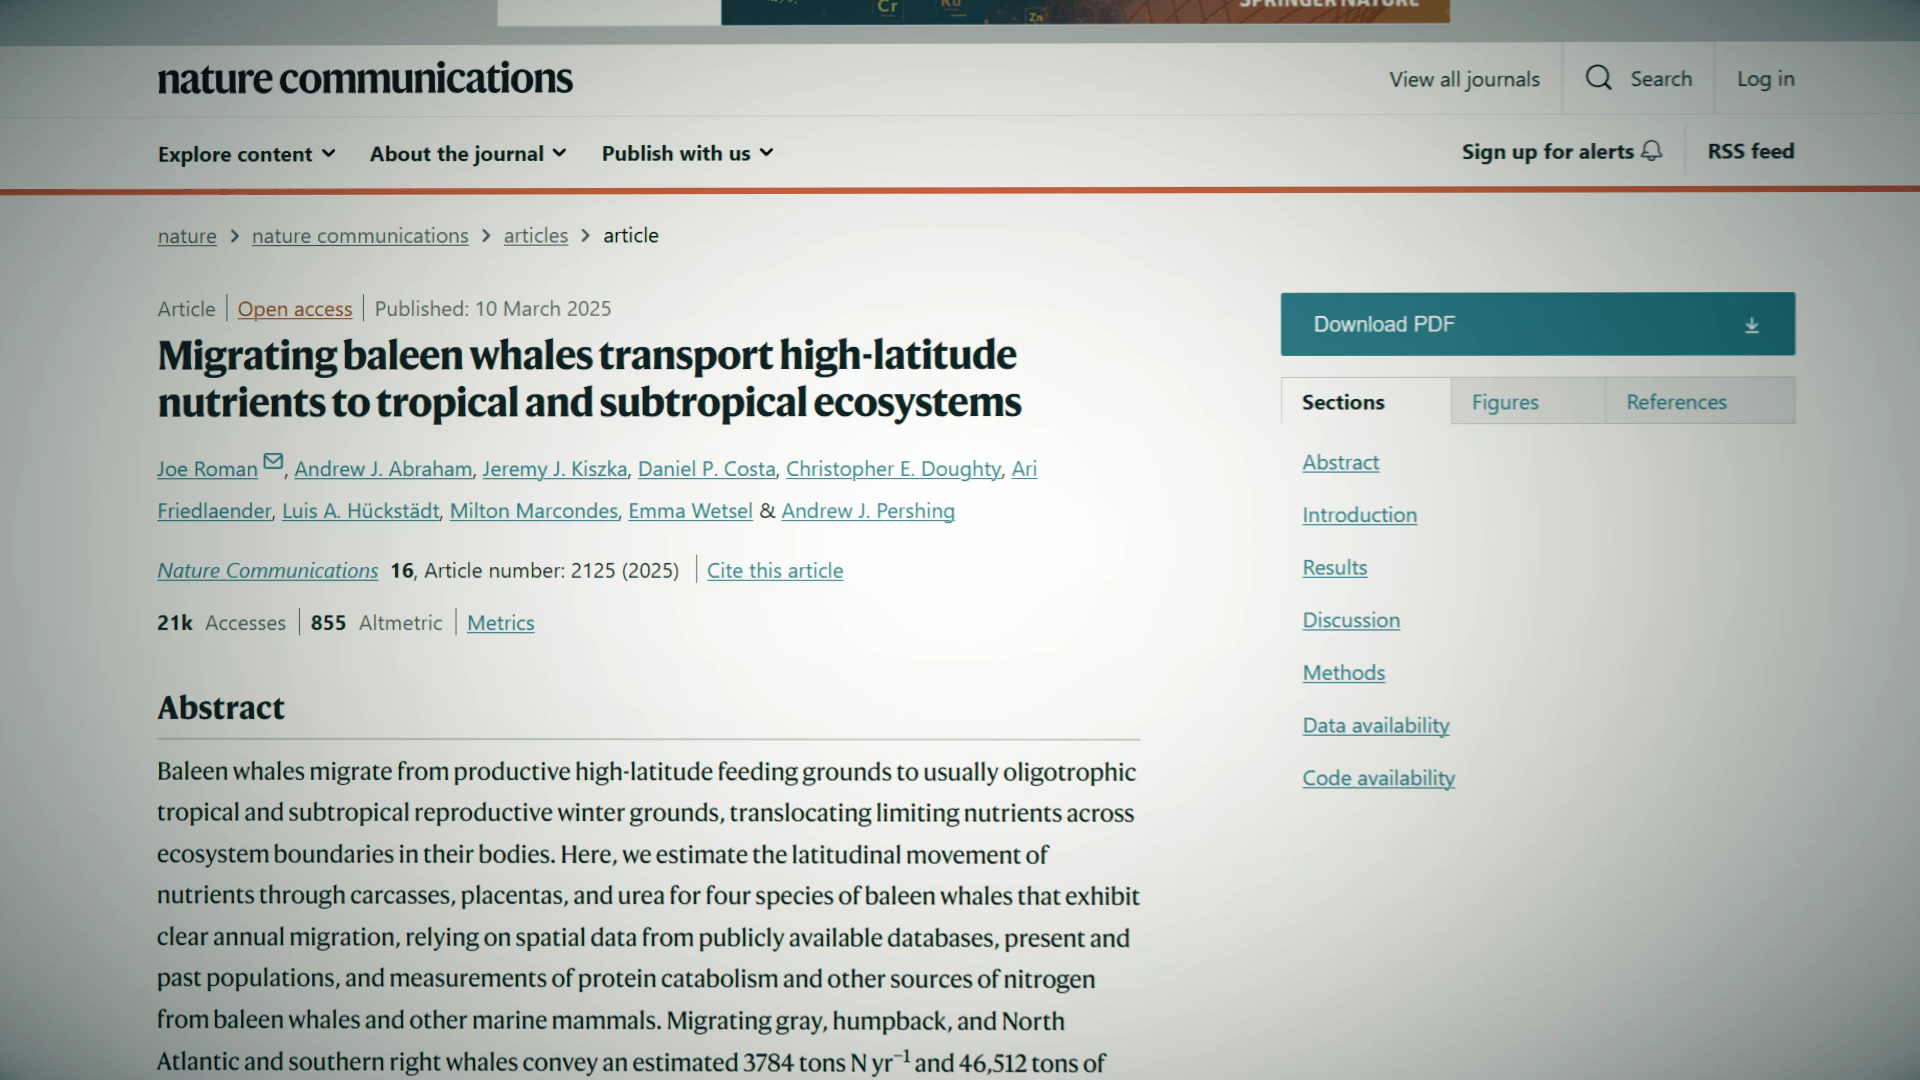 Cr Ru Zn SPRINGER NATURE
nature communications
View all journals Search Log in
Explore content About the journal Publish with us
Sign up for alerts RSS feed
nature > nature communications > articles > article
Article | Open access | Published: 10 March 2025
Migrating baleen whales transport high-latitude
nutrients to tropical and subtropical ecosystems
Joe Roman, Andrew J. Abraham, Jeremy J. Kiszka, Daniel P. Costa, Christopher E. Doughty, Ari
Friedlaender, Luis A. Hückstädt, Milton Marcondes, Emma Wetsel & Andrew J. Pershing
Nature Communications 16, Article number: 2125 (2025) | Cite this article
21k Accesses | 855 Altmetric | Metrics
Abstract
Baleen whales migrate from productive high-latitude feeding grounds to usually oligotrophic
tropical and subtropical reproductive winter grounds, translocating limiting nutrients across
ecosystem boundaries in their bodies. Here, we estimate the latitudinal movement of
nutrients through carcasses, placentas, and urea for four species of baleen whales that exhibit
clear annual migration, relying on spatial data from publicly available databases, present and
past populations, and measurements of protein catabolism and other sources of nitrogen
from baleen whales and other marine mammals. Migrating gray, humpback, and North
Atlantic and southern right whales convey an estimated 3784 tons N yr⁻¹ and 46,512 tons of
Download PDF
Sections Figures References
Abstract
Introduction
Results
Discussion
Methods
Data availability
Code availability